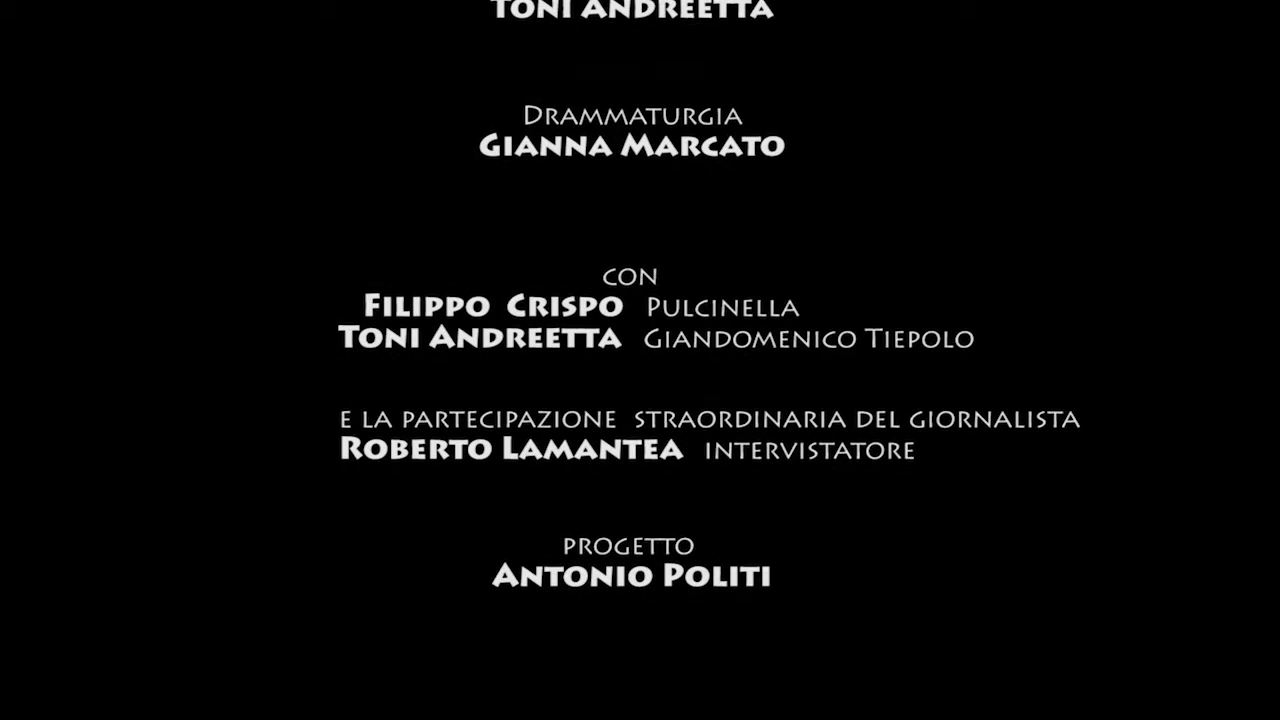 TONI ANDREETTA
DRAMMATURGIA
GIANNA MARCATO
CON
FILIPPO CRISPO PULCINELLA
TONI ANDREETTA GIANDOMENICO TIEPOLO
E LA PARTECIPAZIONE STRAORDINARIA DEL GIORNALISTA
ROBERTO LAMANTEA INTERVISTATORE
PROGETTO
ANTONIO POLITI